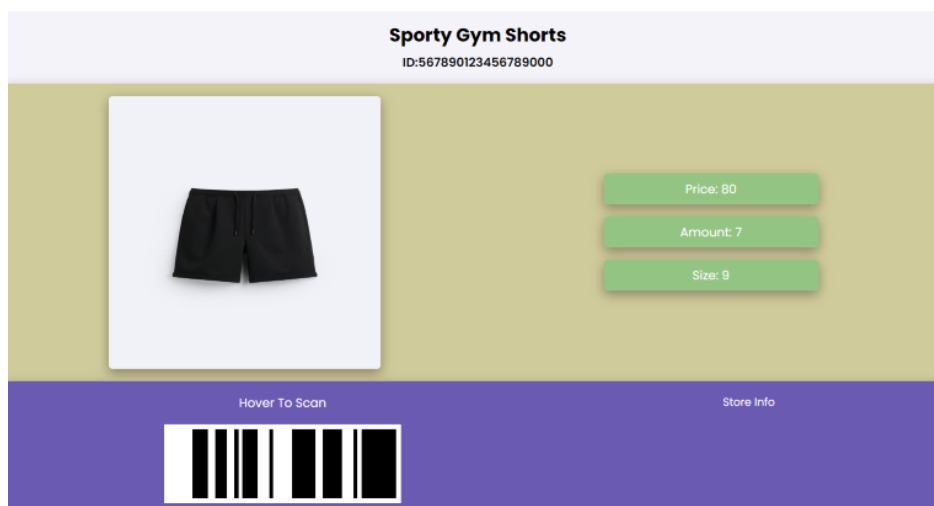 Sporty Gym Shorts
ID:567890123456789000
Price: 80
Amount: 7
Size: 9
Hover To Scan
Store Info